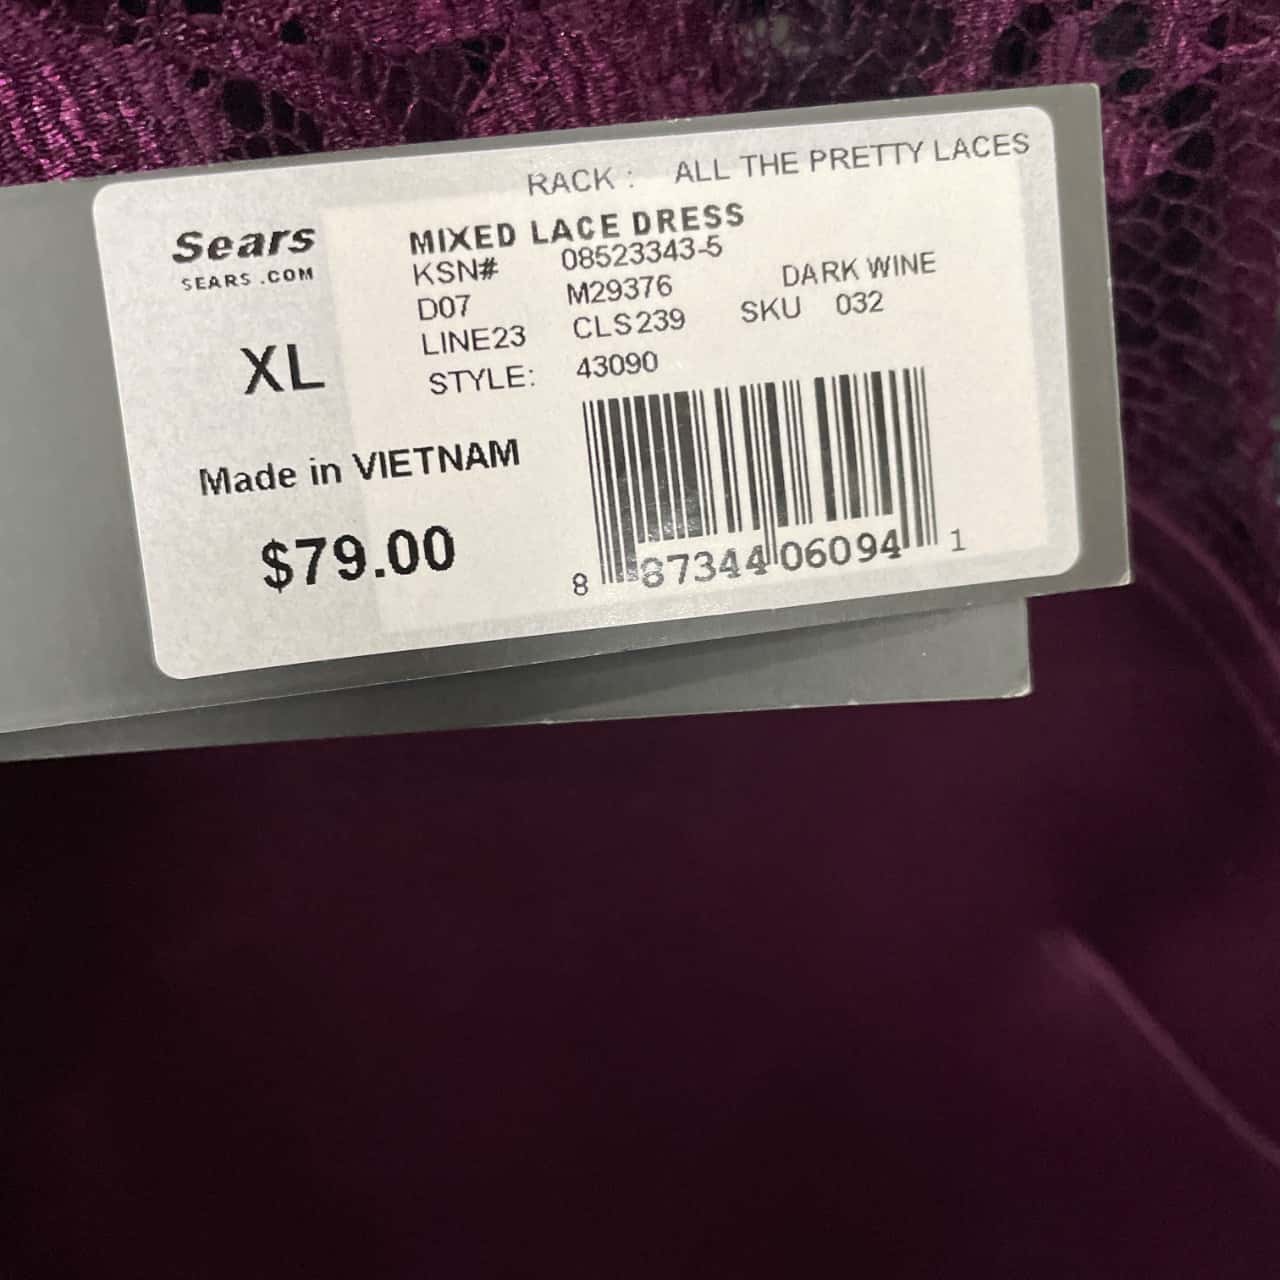 RACK : ALL THE PRETTY LACES
Sears
SEARS.COM
MIXED LACE DRESS
KSN# 08523343-5
D07 M29376 DARK WINE
LINE23 CLS239 SKU 032
STYLE: 43090
XL
Made in VIETNAM
$79.00
8 87344 06094 1